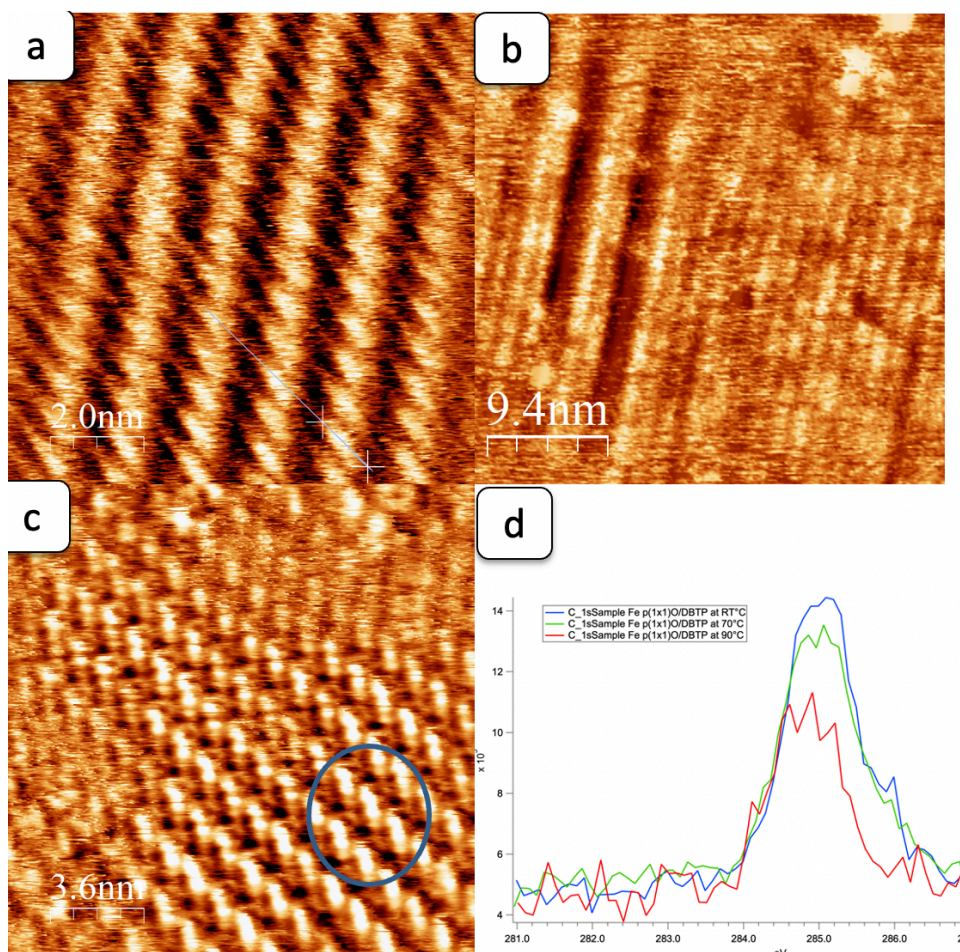 a
b
2.0nm
9.4nm
c
d
3.6nm
C_1sSample Fe p(1x1)O/DBTP at RT°C
C_1sSample Fe p(1x1)O/DBTP at 70°C
C_1sSample Fe p(1x1)O/DBTP at 90°C
14
12
10
8
6
4
281.0
282.0
283.0
284.0
285.0
286.0